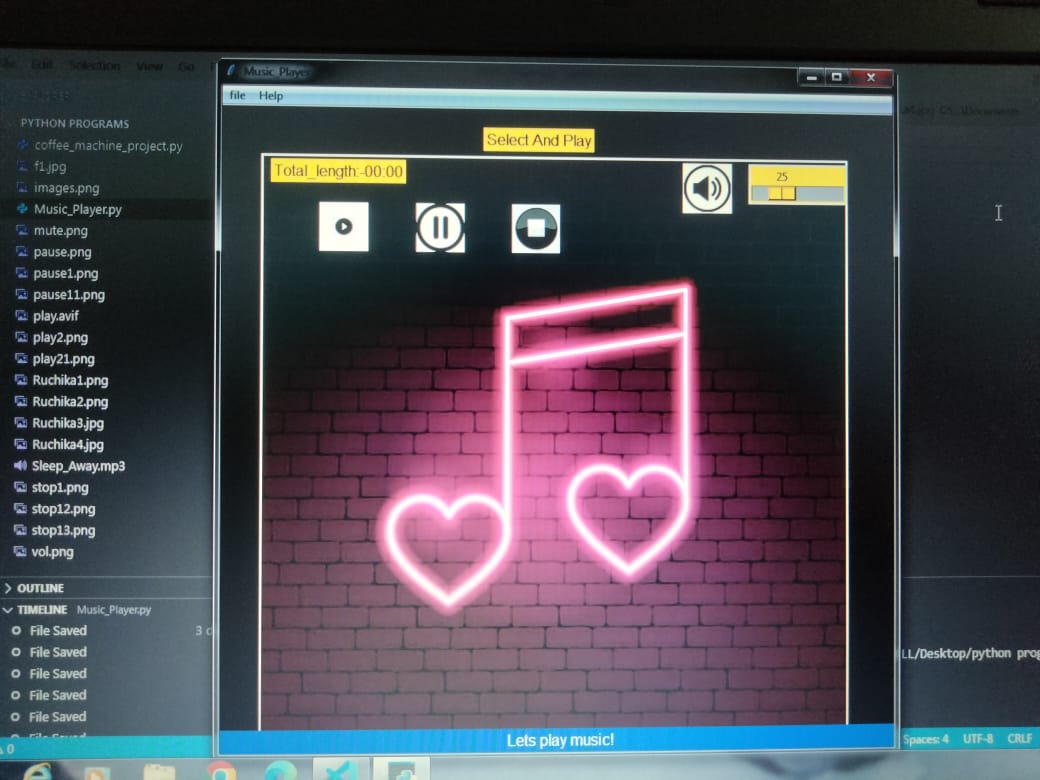 Music_Player
file Help
Select And Play
Total_length:-00:00
25
Lets play music!
Edit Selection View Go
PYTHON PROGRAMS
coffee_machine_project.py
f1.jpg
images.png
Music_Player.py
mute.png
pause.png
pause1.png
pause11.png
play.avif
play2.png
play21.png
Ruchika1.png
Ruchika2.png
Ruchika3.jpg
Ruchika4.jpg
Sleep_Away.mp3
stop1.png
stop12.png
stop13.png
vol.png
OUTLINE
TIMELINE Music_Player.py
File Saved 3 d
File Saved
File Saved
File Saved
File Saved
File Saved
0
LL/Desktop/python prog
Spaces: 4 UTF-8 CRLF